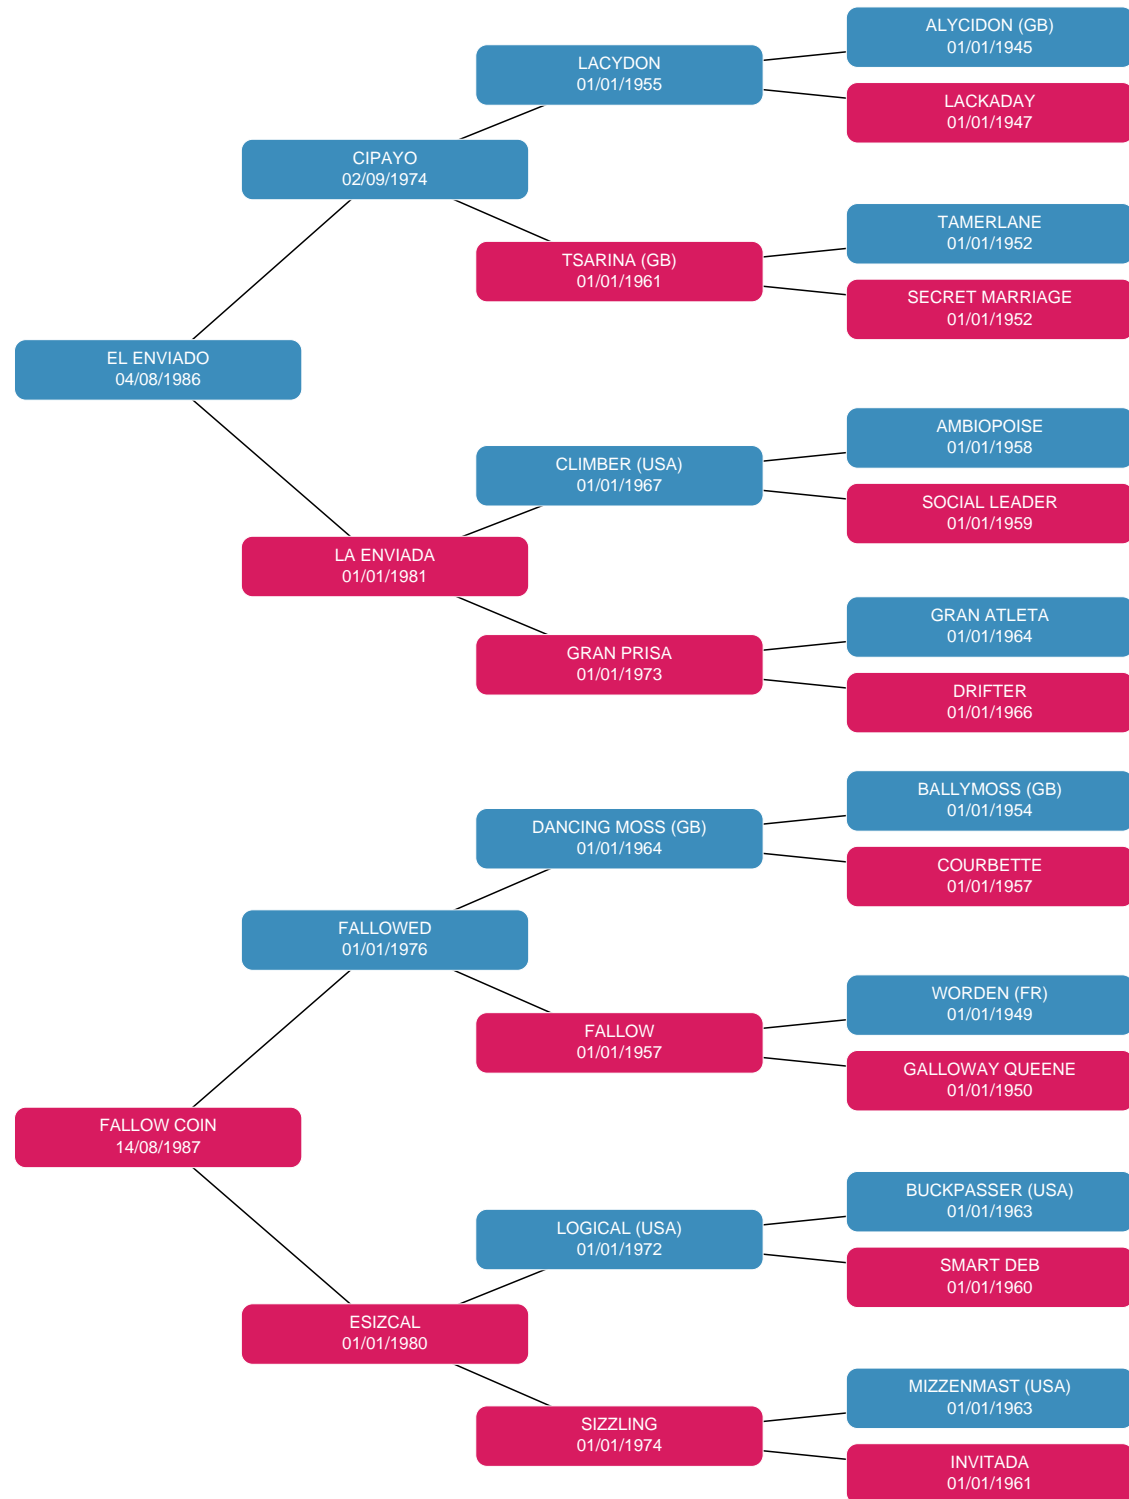 ALYCIDON (GB)
01/01/1945
LACYDON
01/01/1955
LACKADAY
01/01/1947
CIPAYO
02/09/1974
TAMERLANE
01/01/1952
TSARINA (GB)
01/01/1961
SECRET MARRIAGE
01/01/1952
EL ENVIADO
04/08/1986
AMBIOPOISE
01/01/1958
CLIMBER (USA)
01/01/1967
SOCIAL LEADER
01/01/1959
LA ENVIADA
01/01/1981
GRAN ATLETA
01/01/1964
GRAN PRISA
01/01/1973
DRIFTER
01/01/1966
BALLYMOSS (GB)
01/01/1954
DANCING MOSS (GB)
01/01/1964
COURBETTE
01/01/1957
FALLOWED
01/01/1976
WORDEN (FR)
01/01/1949
FALLOW
01/01/1957
GALLOWAY QUEENE
01/01/1950
FALLOW COIN
14/08/1987
BUCKPASSER (USA)
01/01/1963
LOGICAL (USA)
01/01/1972
SMART DEB
01/01/1960
ESIZCAL
01/01/1980
MIZZENMAST (USA)
01/01/1963
SIZZLING
01/01/1974
INVITADA
01/01/1961